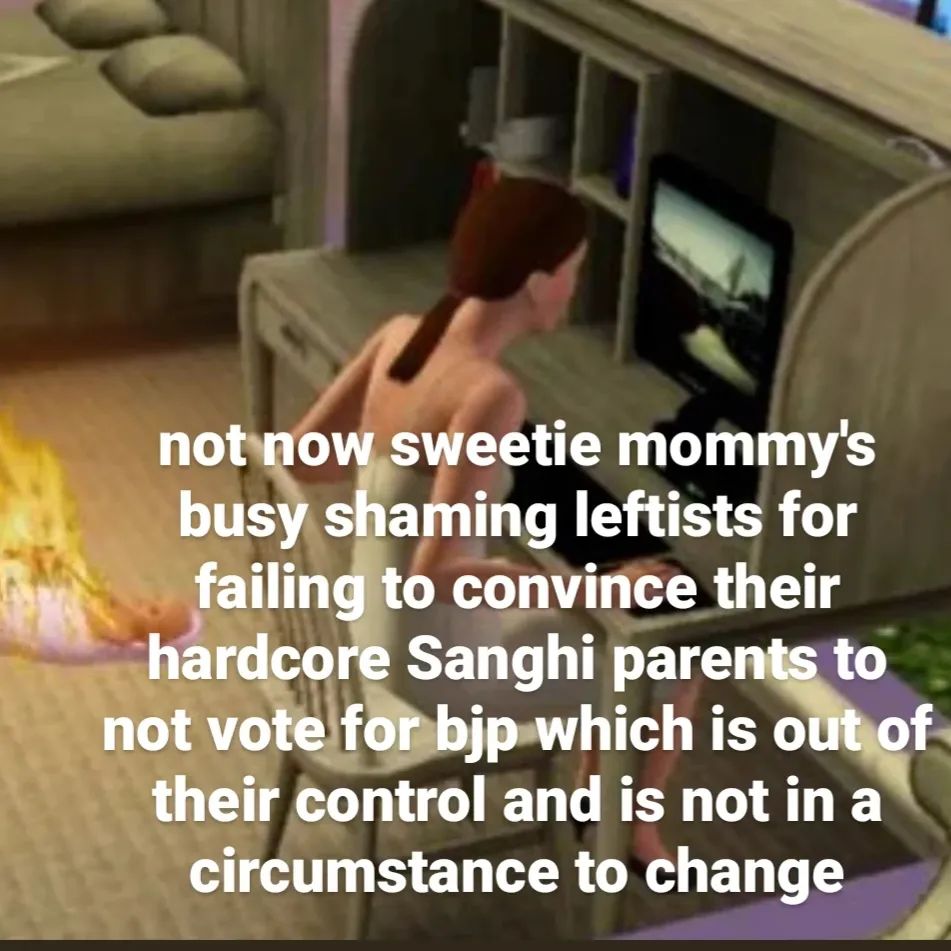 not now sweetie mommy's
busy shaming leftists for
failing to convince their
hardcore Sanghi parents to
not vote for bjp which is out of
their control and is not in a
circumstance to change